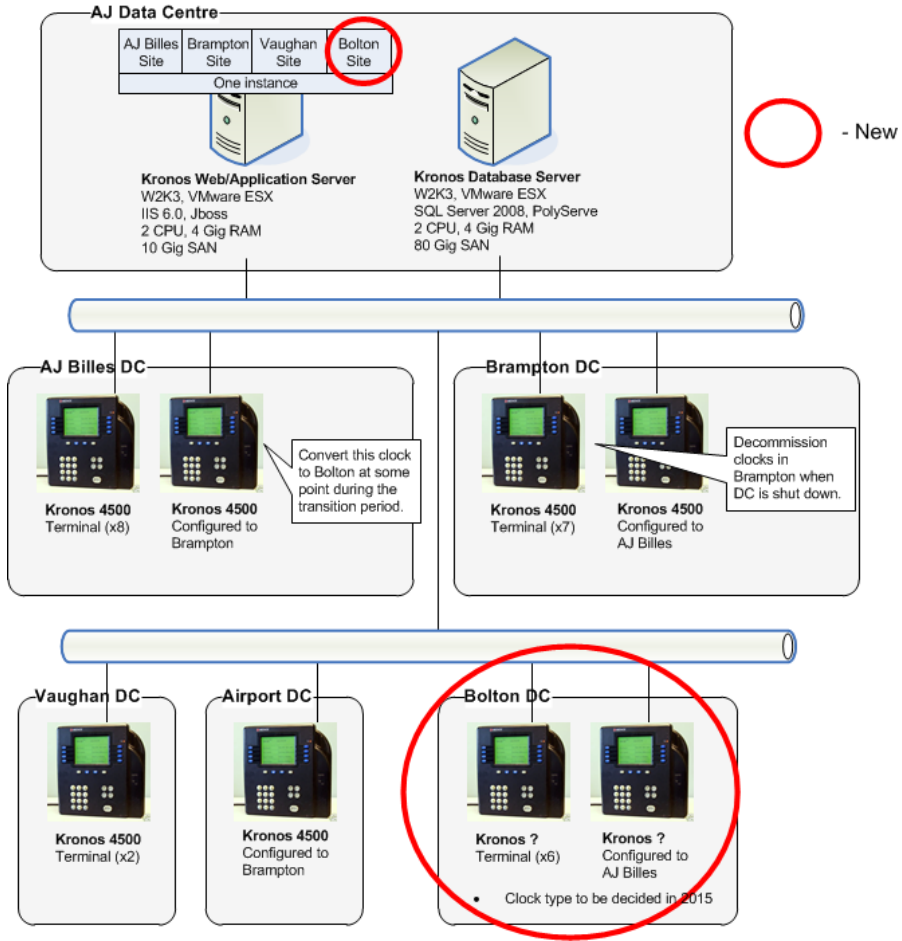 AJ Data Centre
AJ Billes Site
Brampton Site
Vaughan Site
Bolton Site
One instance
Kronos Web/Application Server
W2K3, VMware ESX
IIS 6.0, Jboss
2 CPU, 4 Gig RAM
10 Gig SAN
Kronos Database Server
W2K3, VMware ESX
SQL Server 2008, PolyServe
2 CPU, 4 Gig RAM
80 Gig SAN
- New
AJ Billes DC
Kronos 4500
Terminal (x8)
Kronos 4500
Configured to
Brampton
Convert this clock
to Bolton at some
point during the
transition period.
Brampton DC
Kronos 4500
Terminal (x7)
Kronos 4500
Configured to
AJ Billes
Decommission
clocks in
Brampton when
DC is shut down.
Vaughan DC
Kronos 4500
Terminal (x2)
Airport DC
Kronos 4500
Configured to
Brampton
Bolton DC
Kronos ?
Terminal (x6)
Kronos ?
Configured to
AJ Billes
• Clock type to be decided in 2015